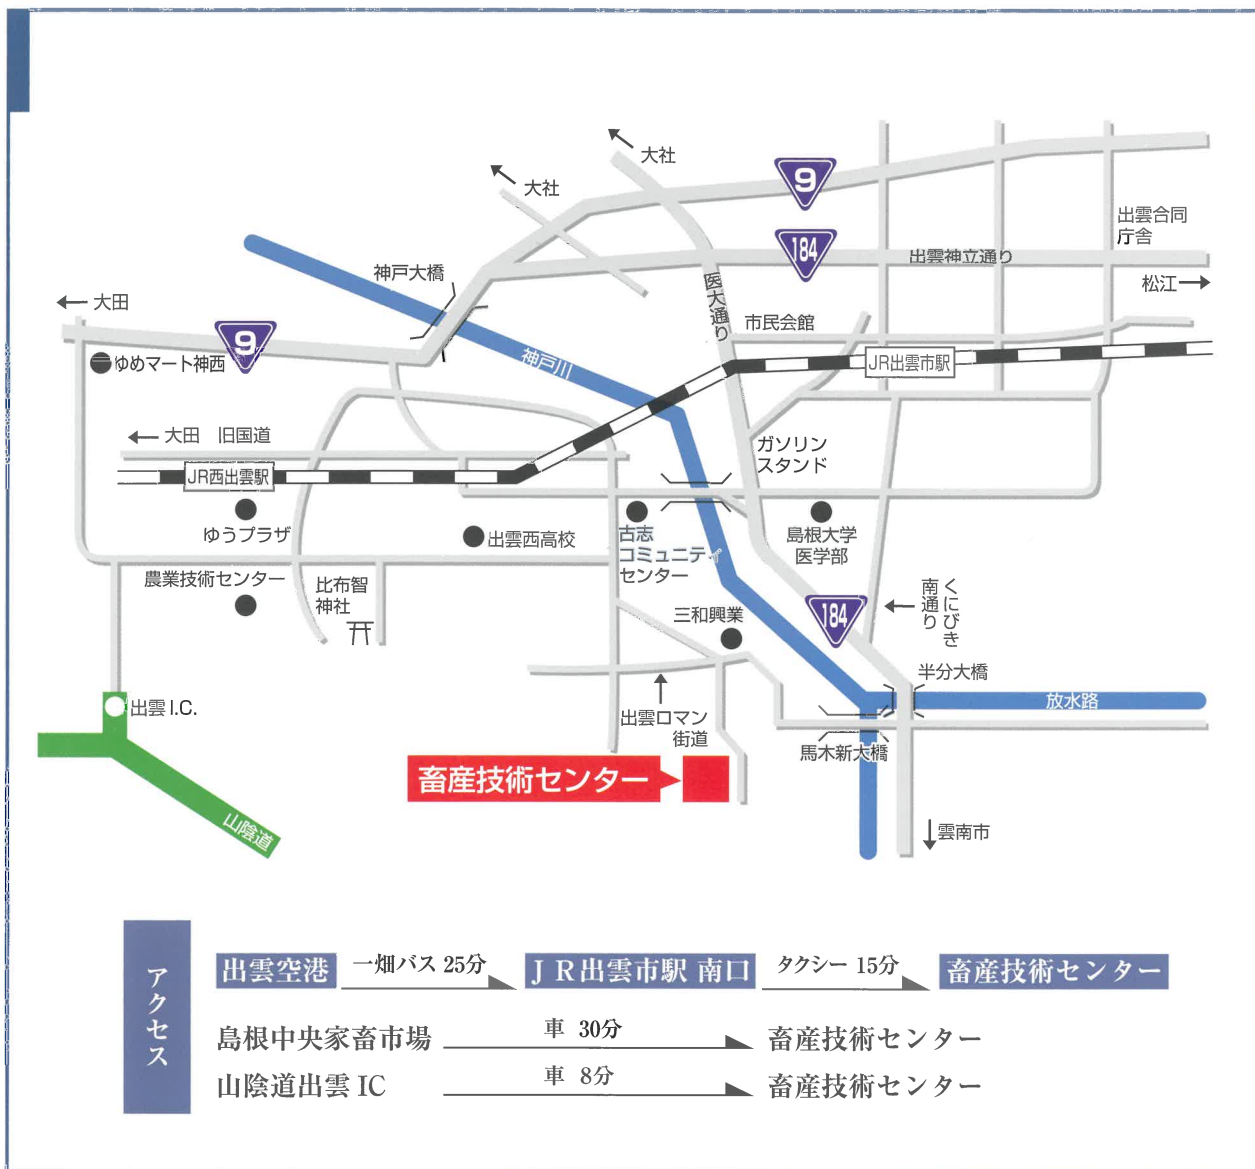 大社
大社
9
出雲合同
庁舎
184
出雲神立通り
神戸大橋
医大通り
松江
大田
市民会館
9
ゆめマート神西
神戸川
JR出雲市駅
大田 旧国道
ガソリン
スタンド
JR西出雲駅
ゆうプラザ
出雲西高校
古志
コミュニティ
センター
島根大学
医学部
農業技術センター
比布智
神社
三和興業
184
くにびき
南通り
半分大橋
出雲I.C.
放水路
出雲ロマン
街道
馬木新大橋
畜産技術センター
山陰道
雲南市
アクセス
出雲空港 一畑バス 25分 JR出雲市駅 南口 タクシー 15分 畜産技術センター
島根中央家畜市場 車 30分 畜産技術センター
山陰道出雲 IC 車 8分 畜産技術センター